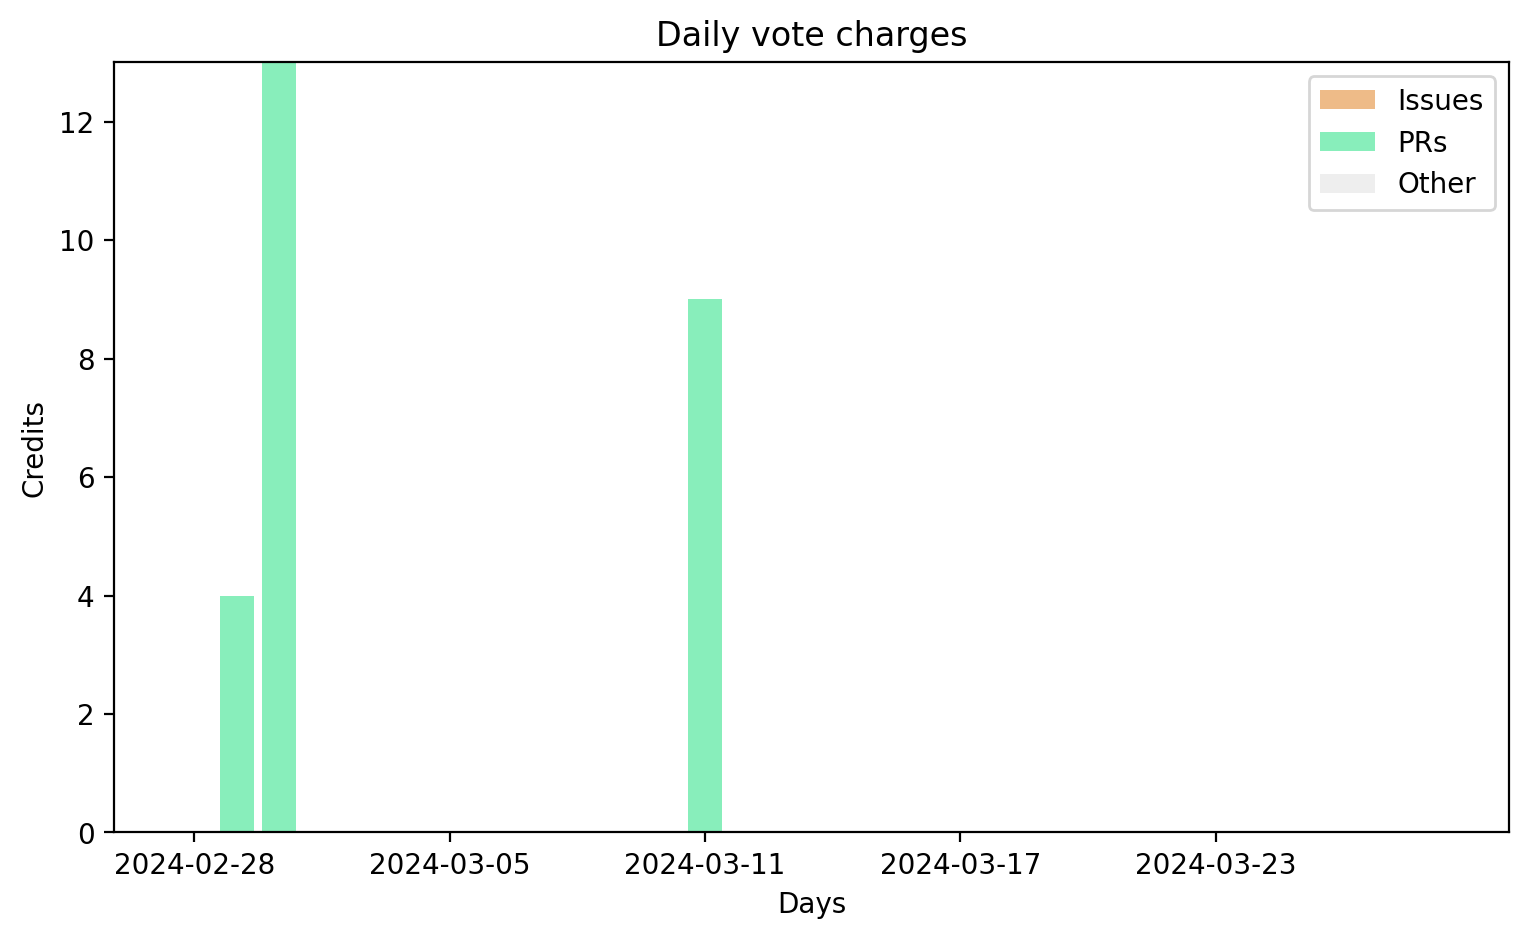 Daily vote charges
Issues
PRs
Other
12
10
8
6
4
2
0
Credits
2024-02-28
2024-03-05
2024-03-11
2024-03-17
2024-03-23
Days